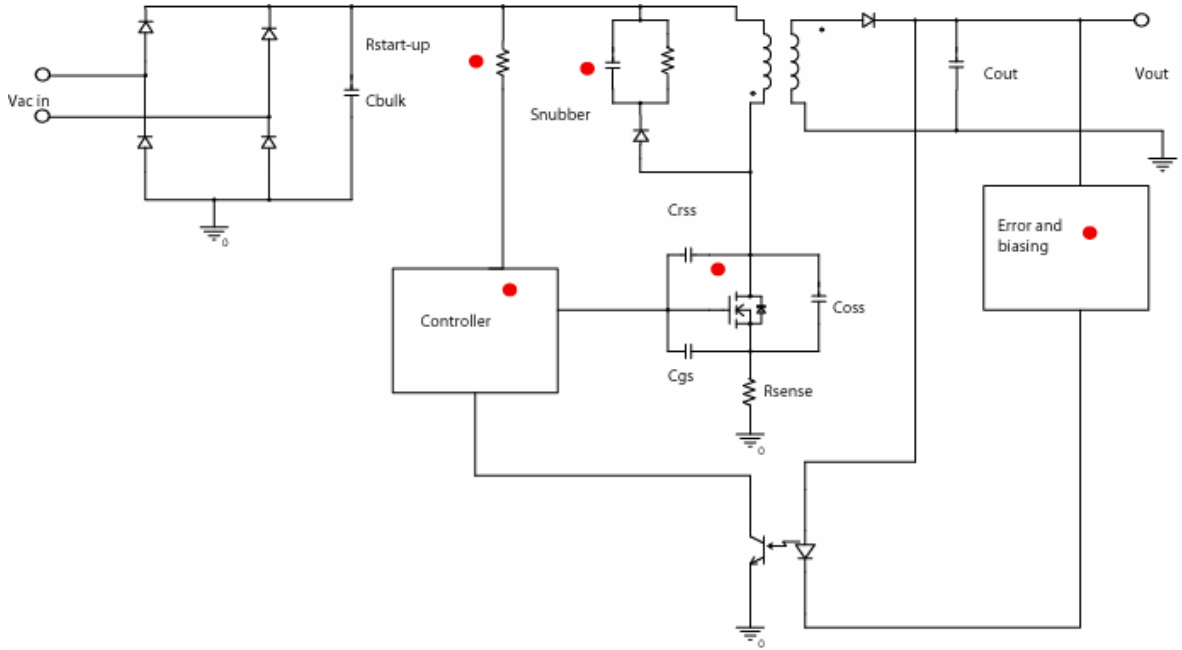 Rstart-up
Vac in
Cbulk
Snubber
Cout
Vout
Crss
Error and
biasing
0
Controller
Coss
Cgs
Rsense
0
0